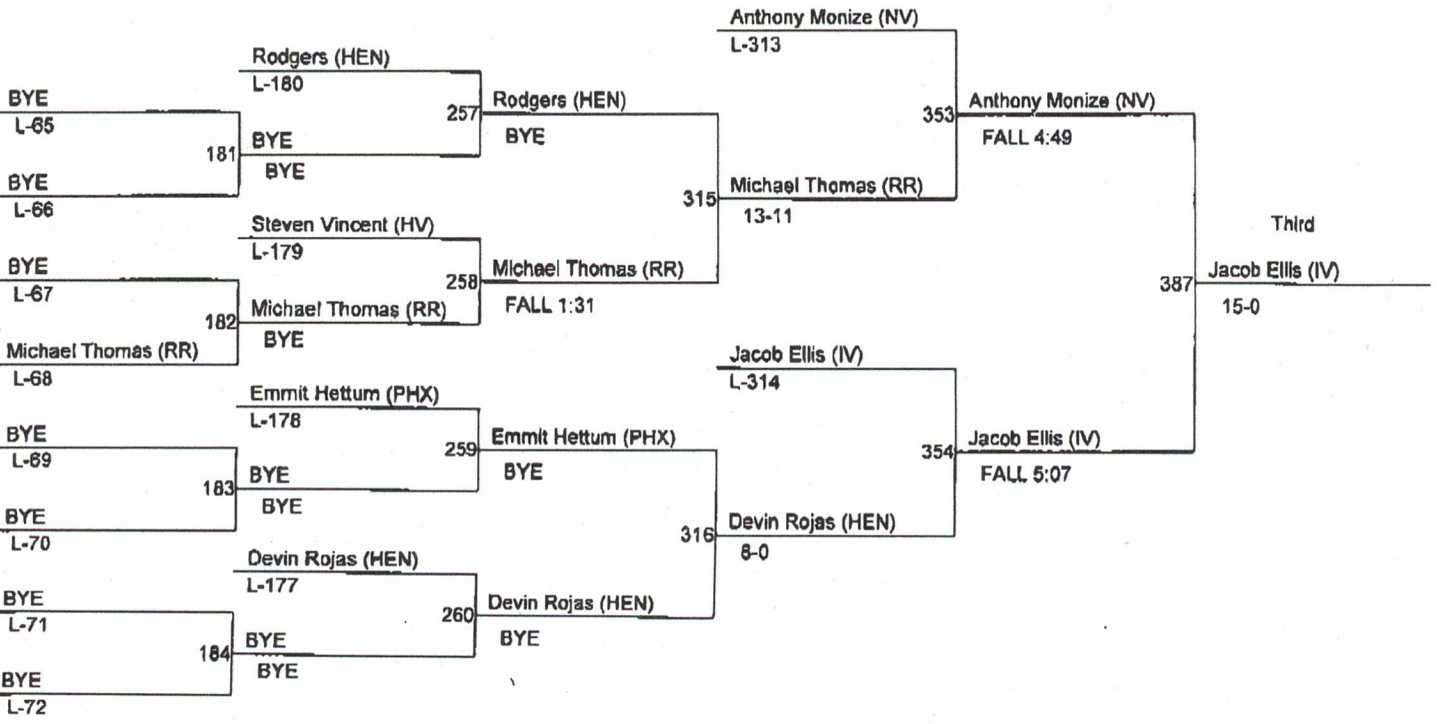 BYE
L-65
BYE
L-66
181
BYE
L-67
Michael Thomas (RR)
L-68
182
BYE
L-69
BYE
L-70
183
BYE
L-71
BYE
L-72
184
Rodgers (HEN)
L-180
BYE
BYE
257
Steven Vincent (HV)
L-179
Michael Thomas (RR)
BYE
258
Emmit Hettum (PHX)
L-178
BYE
BYE
259
Devin Rojas (HEN)
L-177
BYE
BYE
260
Rodgers (HEN)
BYE
Michael Thomas (RR)
FALL 1:31
315
Emmit Hettum (PHX)
BYE
Devin Rojas (HEN)
BYE
316
Anthony Monize (NV)
L-313
Michael Thomas (RR)
13-11
353
Jacob Ellis (IV)
L-314
Devin Rojas (HEN)
8-0
354
Anthony Monize (NV)
FALL 4:49
Jacob Ellis (IV)
FALL 5:07
387
Third
Jacob Ellis (IV)
15-0